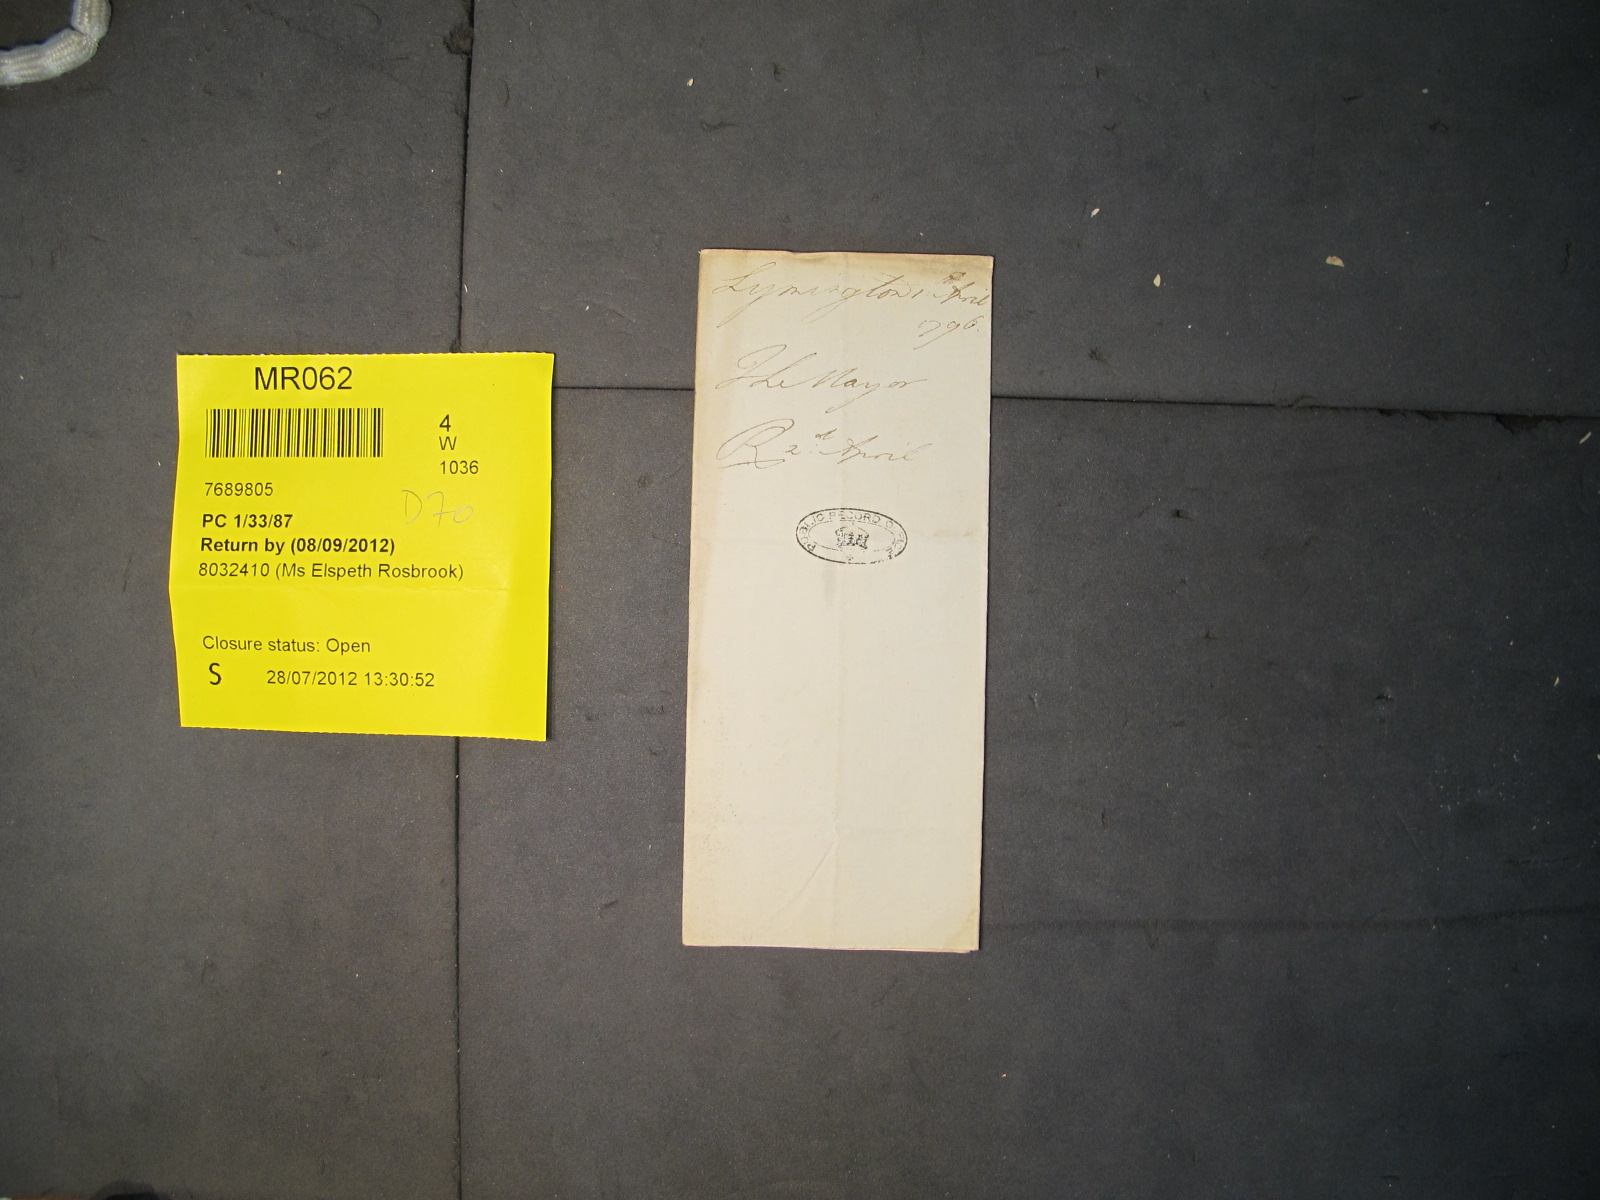 MR062
4
W
1036
7689805
D70
PC 1/33/87
Return by (08/09/2012)
8032410 (Ms Elspeth Rosbrook)
Closure status: Open
S 28/07/2012 13:30:52
Lymington April
1796.
The Mayor
R 2d April
PUBLIC RECORD OFFICE